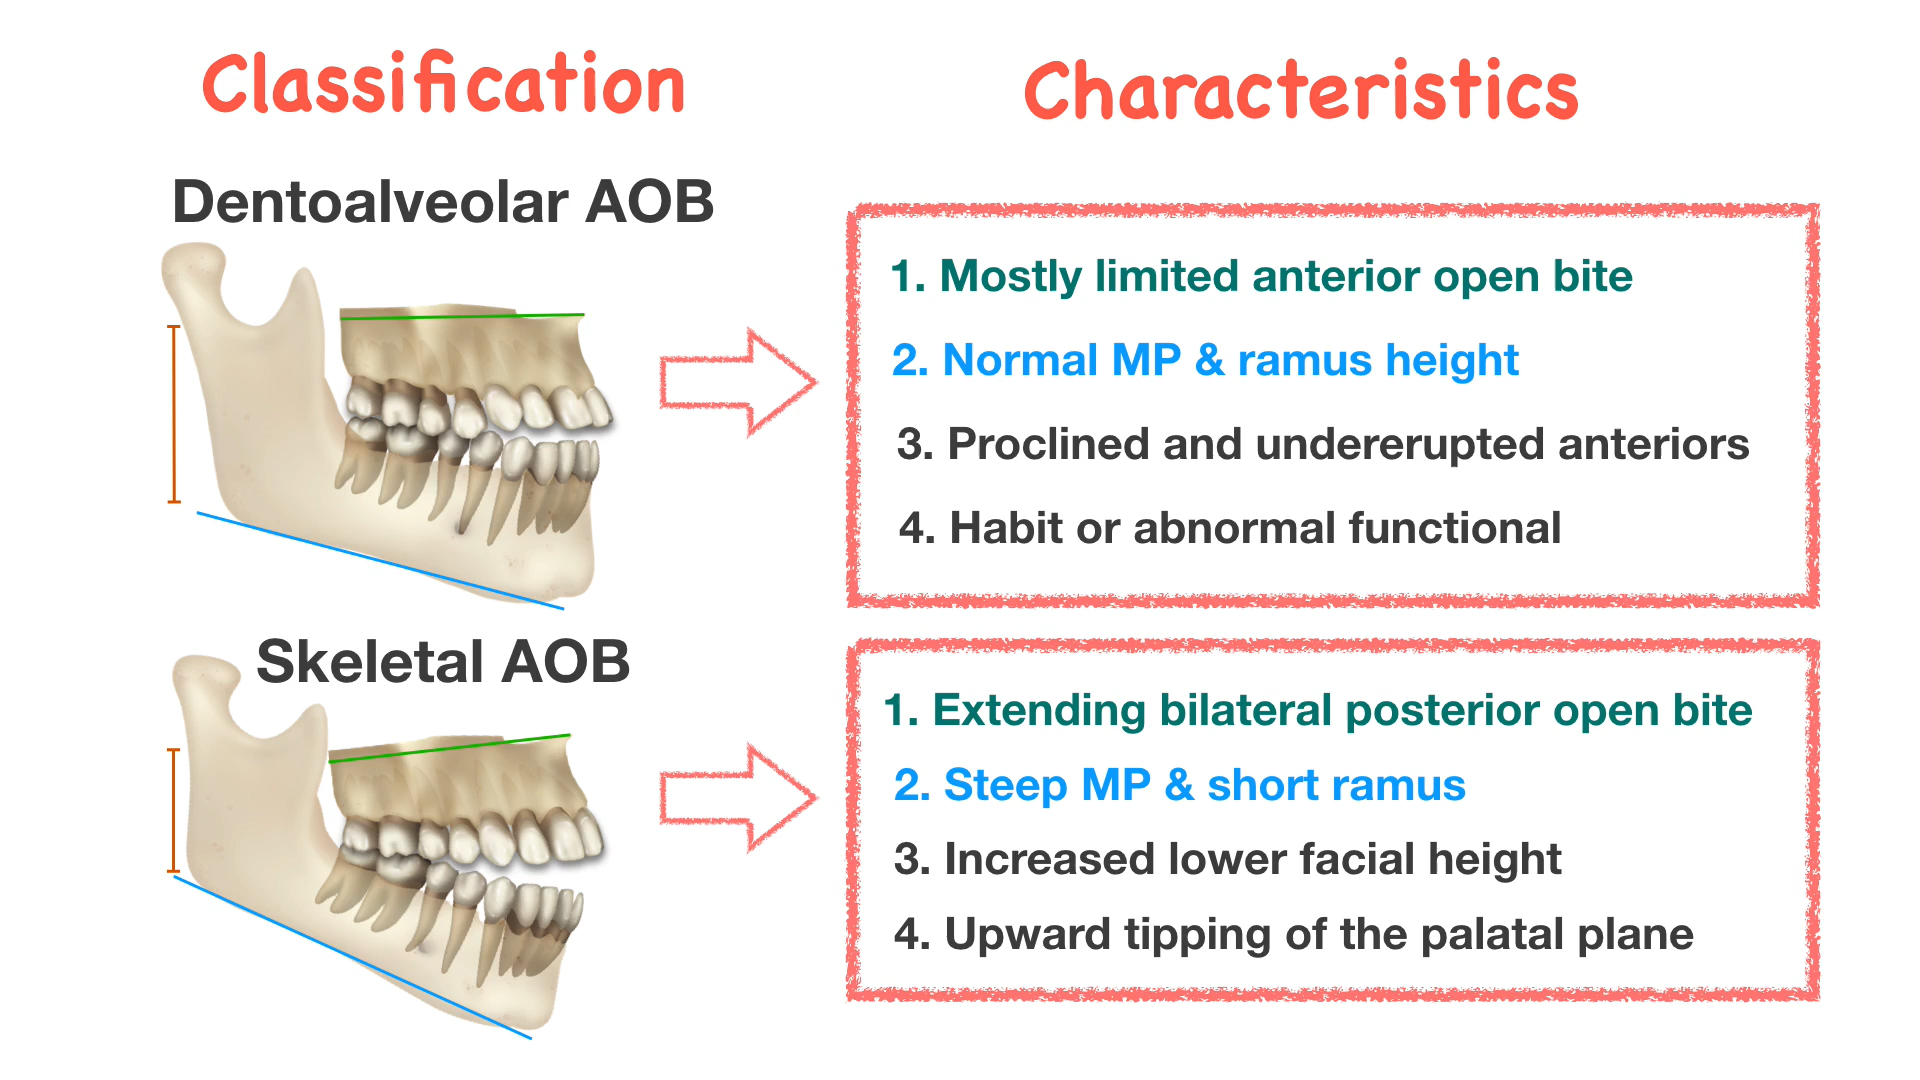 Classification
Characteristics
Dentoalveolar AOB
1. Mostly limited anterior open bite
2. Normal MP & ramus height
3. Proclined and undererupted anteriors
4. Habit or abnormal functional
Skeletal AOB
1. Extending bilateral posterior open bite
2. Steep MP & short ramus
3. Increased lower facial height
4. Upward tipping of the palatal plane